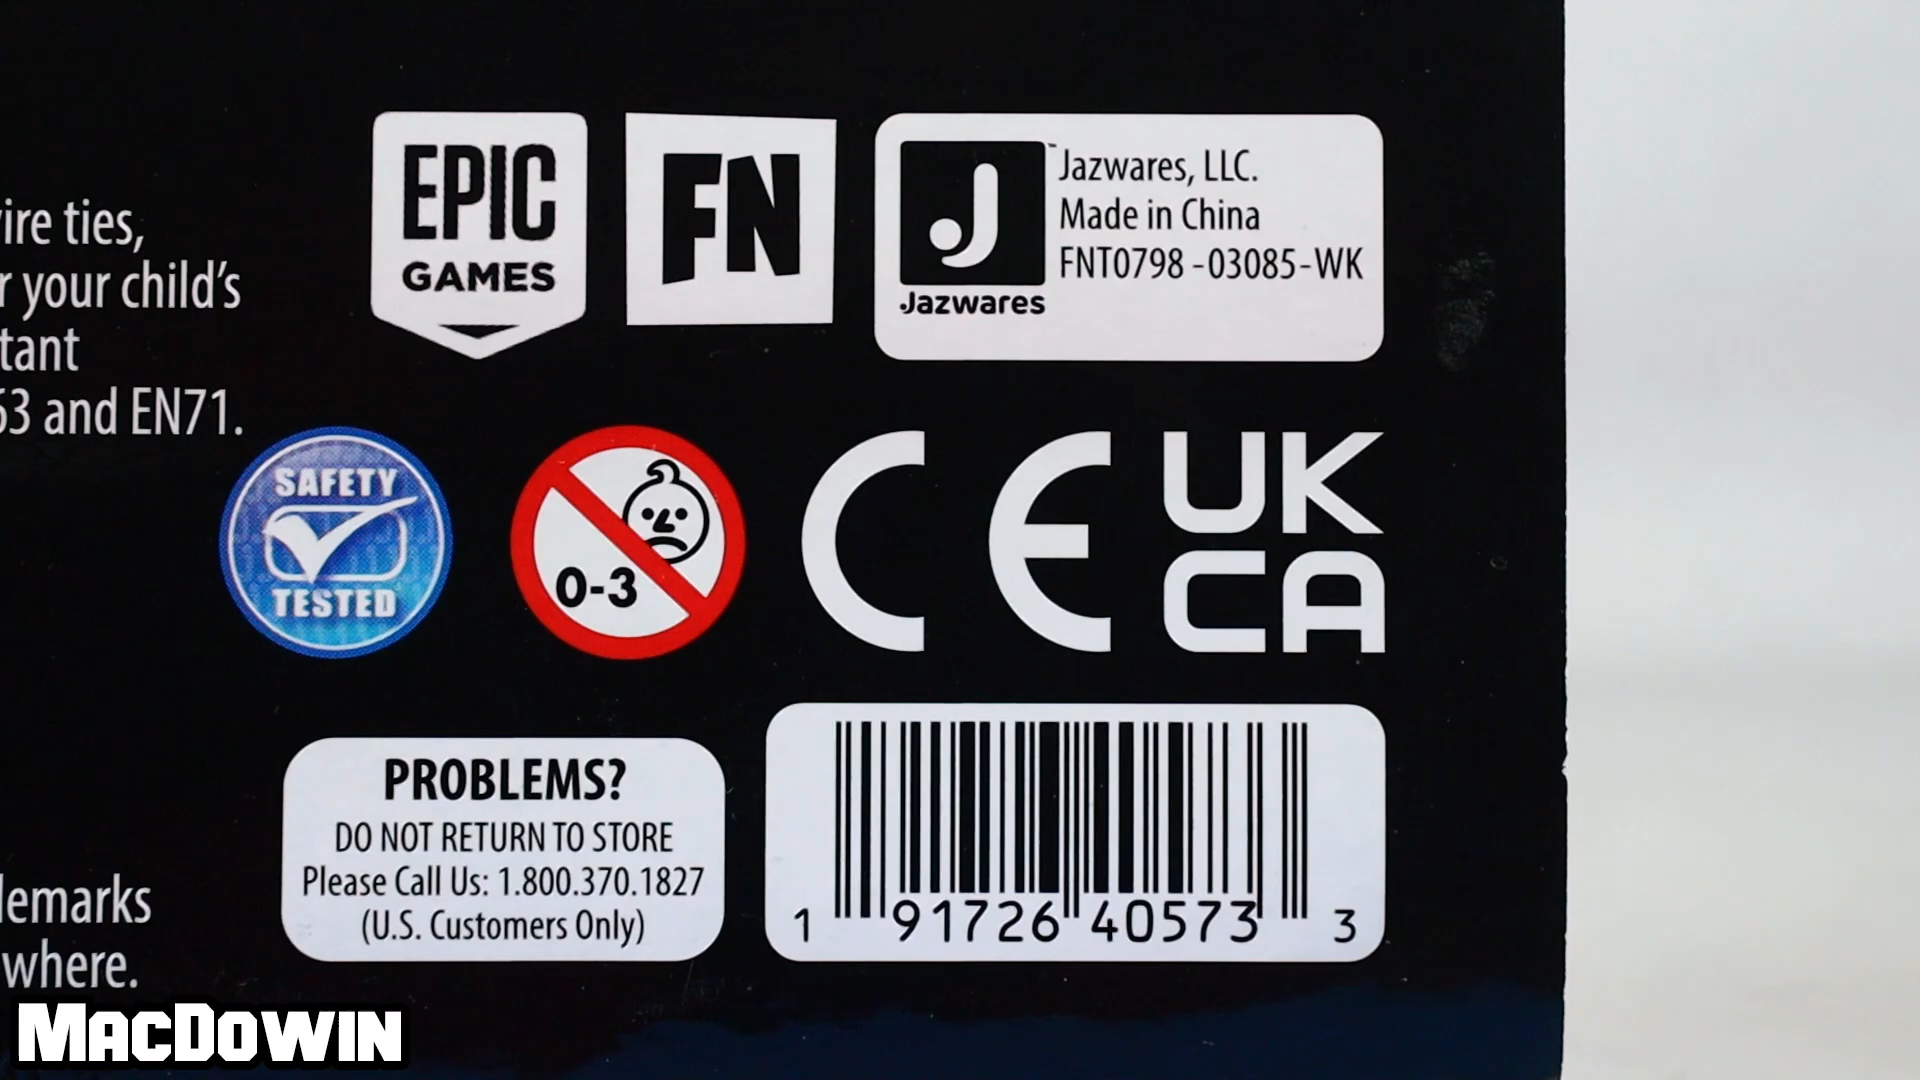 ire ties,
r your child's
tant
63 and EN71.
EPIC
GAMES
FN
Jazwares
™
Jazwares, LLC.
Made in China
FNT0798 -03085-WK
SAFETY
TESTED
0-3
CE
UK
CA
PROBLEMS?
DO NOT RETURN TO STORE
Please Call Us: 1.800.370.1827
(U.S. Customers Only)
1 91726 40573 3
lemarks
where.
MACDOWIN